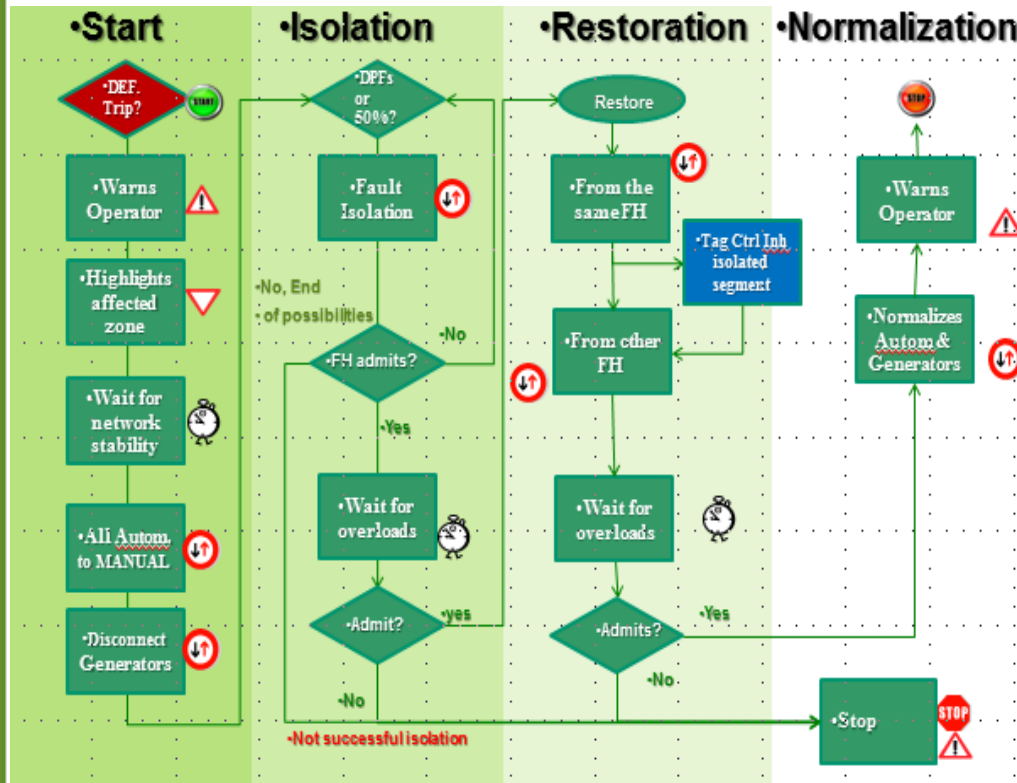 •Start
•Isolation
•Restoration
•Normalization
•DEF.
Trip?
START
•Warns
Operator
•Highlights
affected
zone
•Wait for
network
stability
•All Autom.
to MANUAL
•Disconnect
Generators
•DPFs
or
50%?
•Fault
Isolation
•No, End
• of possibilities
•No
•FH admits?
•Yes
•Wait for
overloads
•Admit?
•yes
•No
•Not successful isolation
Restore
•From the
same FH
•Tag Ctrl Inh
isolated
segment
•From other
FH
•Wait for
overloads
•Admits?
•Yes
•No
STOP
•Warns
Operator
•Normalizes
Autom &
Generators
•Stop
STOP